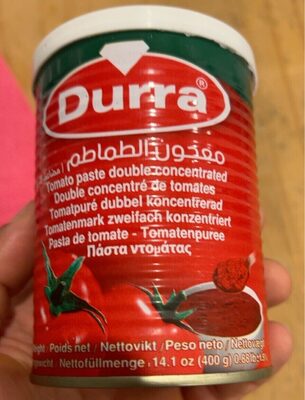 Durra®
معجون الطماطم
Tomato paste double concentrated
Double concentré de tomates
Tomatpuré dubbel koncentrerad
Tomatenmark zweifach konzentriert
Pasta de tomate - Tomatenpuree
Πάστα ντομάτας
Poids net / Nettovikt / Peso neto / Nettovægt
Nettofüllmenge: 14.1 oz (400 g)